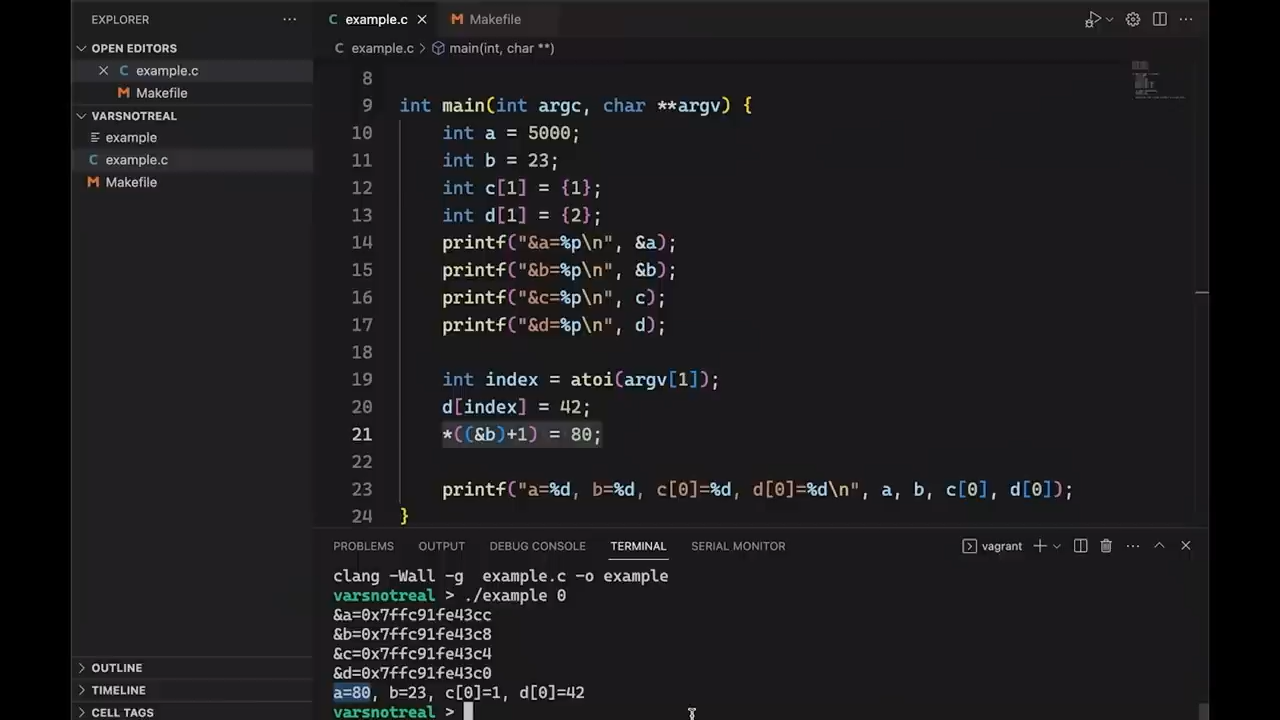 EXPLORER
OPEN EDITORS
example.c
Makefile
VARSNOTREAL
example
example.c
Makefile
OUTLINE
TIMELINE
CELL TAGS
example.c
Makefile
example.c > main(int, char **)
8
9 int main(int argc, char **argv) {
10 int a = 5000;
11 int b = 23;
12 int c[1] = {1};
13 int d[1] = {2};
14 printf("&a=%p\n", &a);
15 printf("&b=%p\n", &b);
16 printf("&c=%p\n", c);
17 printf("&d=%p\n", d);
18
19 int index = atoi(argv[1]);
20 d[index] = 42;
21 *((&b)+1) = 80;
22
23 printf("a=%d, b=%d, c[0]=%d, d[0]=%d\n", a, b, c[0], d[0]);
24 }
PROBLEMS OUTPUT DEBUG CONSOLE TERMINAL SERIAL MONITOR vagrant
clang -Wall -g  example.c -o example
varsnotreal > ./example 0
&a=0x7ffc91fe43cc
&b=0x7ffc91fe43c8
&c=0x7ffc91fe43c4
&d=0x7ffc91fe43c0
a=80, b=23, c[0]=1, d[0]=42
varsnotreal >